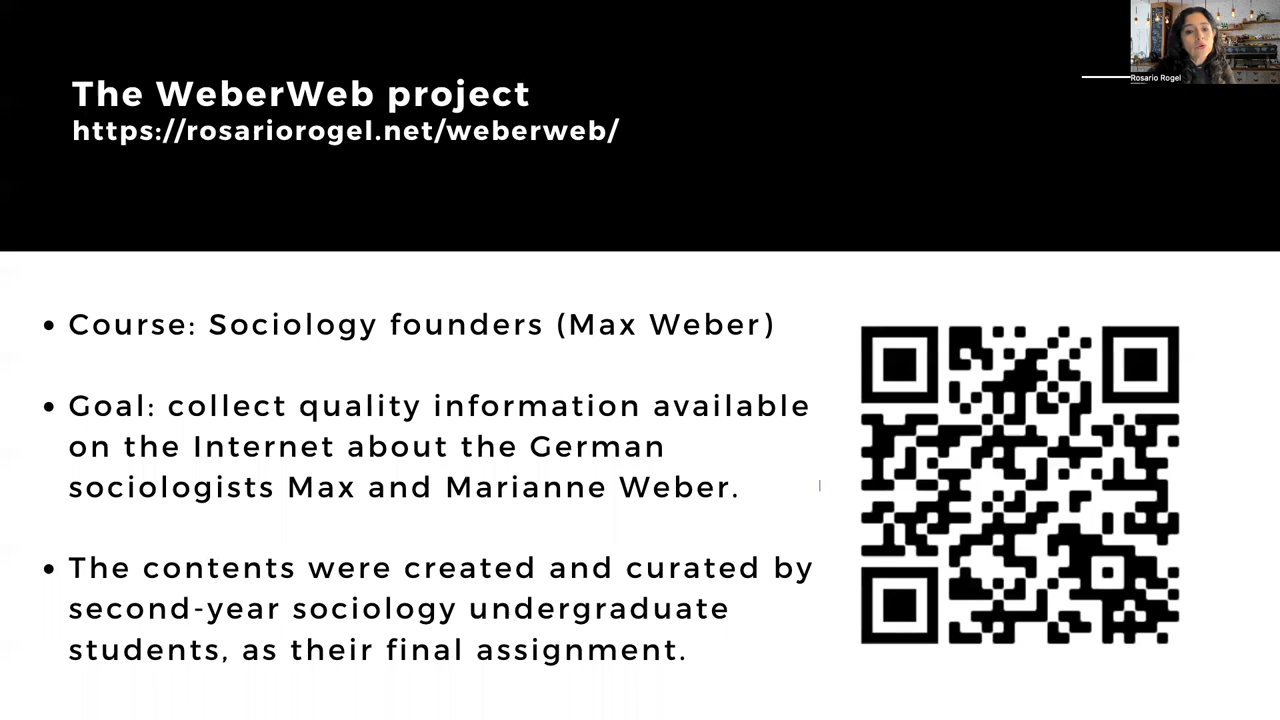 The WeberWeb project
https://rosariorogel.net/weberweb/
Rosario Rogel
• Course: Sociology founders (Max Weber)
• Goal: collect quality information available
on the Internet about the German
sociologists Max and Marianne Weber.
• The contents were created and curated by
second-year sociology undergraduate
students, as their final assignment.